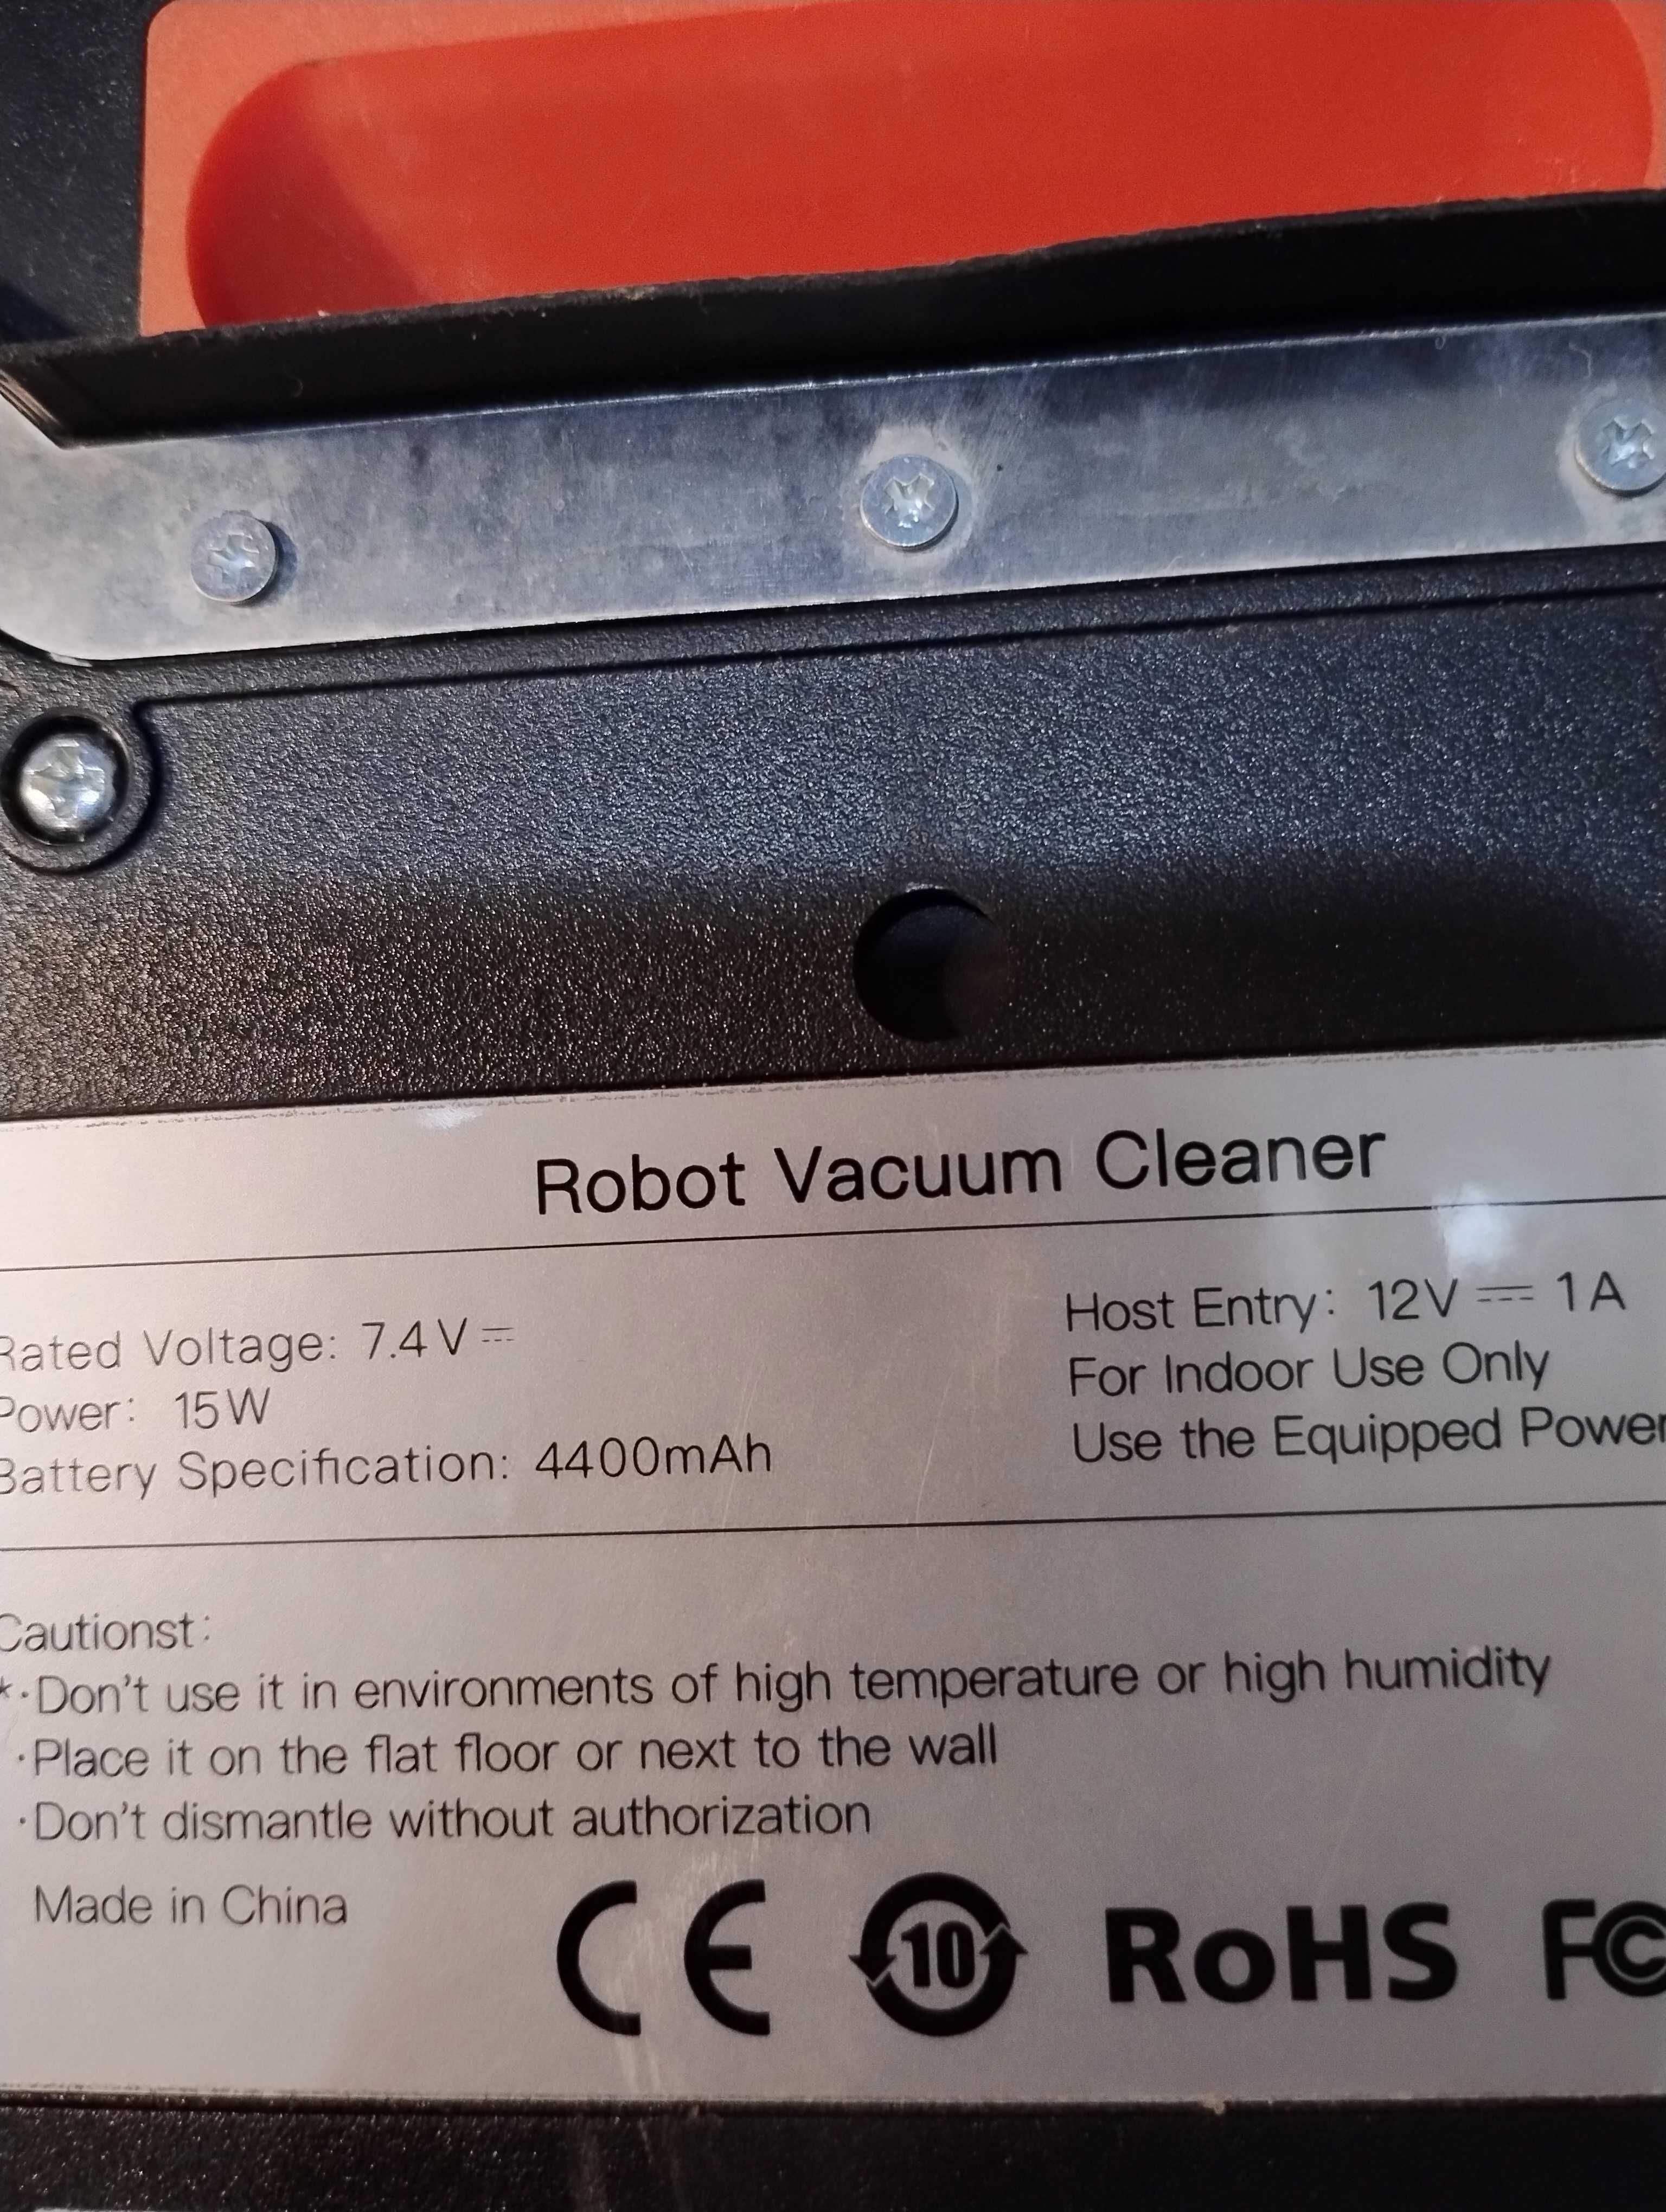 Robot Vacuum Cleaner
Rated Voltage: 7.4V⎓
Power: 15W
Battery Specification: 4400mAh
Host Entry: 12V⎓1A
For Indoor Use Only
Use the Equipped Power
Cautionst:
*·Don't use it in environments of high temperature or high humidity
·Place it on the flat floor or next to the wall
·Don't dismantle without authorization
Made in China
CE 10 RoHS FC